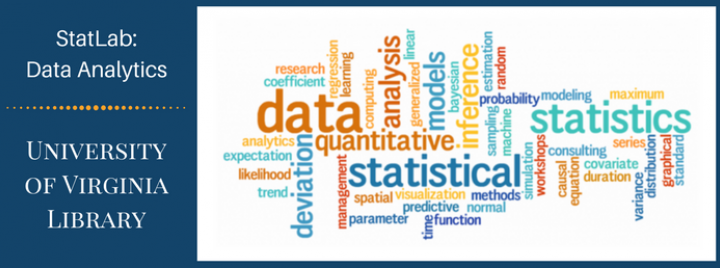 StatLab:
Data Analytics
UNIVERSITY
OF VIRGINIA
LIBRARY
research
coefficient
regression
learning
computing
analysis
generalized
linear
models
bayesian
inference
estimation
random
probability
modeling
maximum
data
quantitative
sampling
machine
statistics
analytics
expectation
likelihood
trend
deviation
management
statistical
simulation
workshops
consulting
series
causal
equation
covariate
duration
variance
distribution
graphical
standard
spatial
visualization
methods
predictive
normal
parameter
time
function